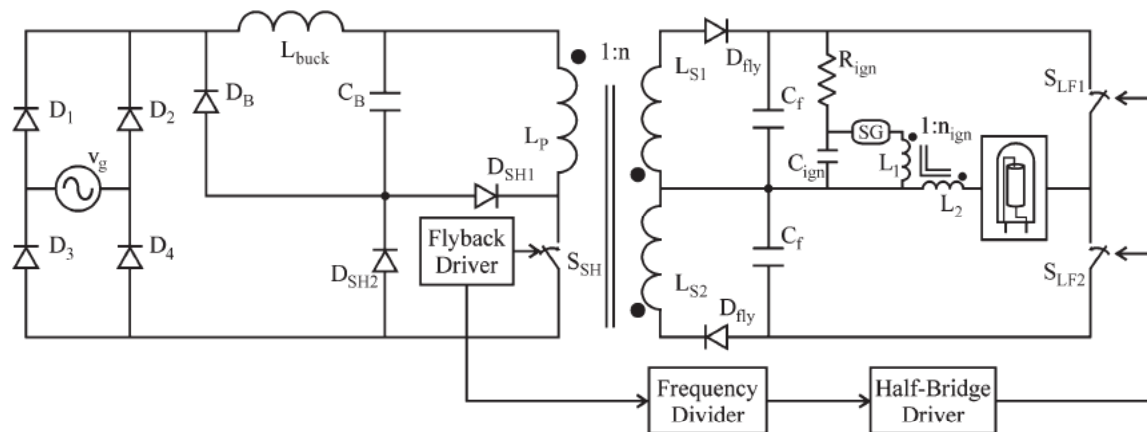 L_buck
1:n
D_fly
L_S1
R_ign
S_LF1
D_1
D_2
D_B
C_B
C_f
SG
1:n_ign
v_g
L_P
C_ign
L_1
L_2
D_SH1
D_3
D_4
Flyback
Driver
D_SH2
S_SH
L_S2
C_f
S_LF2
D_fly
Frequency
Divider
Half-Bridge
Driver